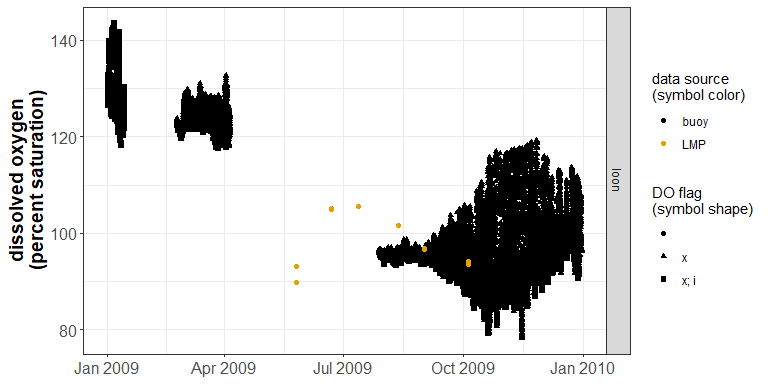 dissolved oxygen
(percent saturation)
140
120
100
80
Jan 2009
Apr 2009
Jul 2009
Oct 2009
Jan 2010
loon
data source
(symbol color)
buoy
LMP
DO flag
(symbol shape)
x
x; i